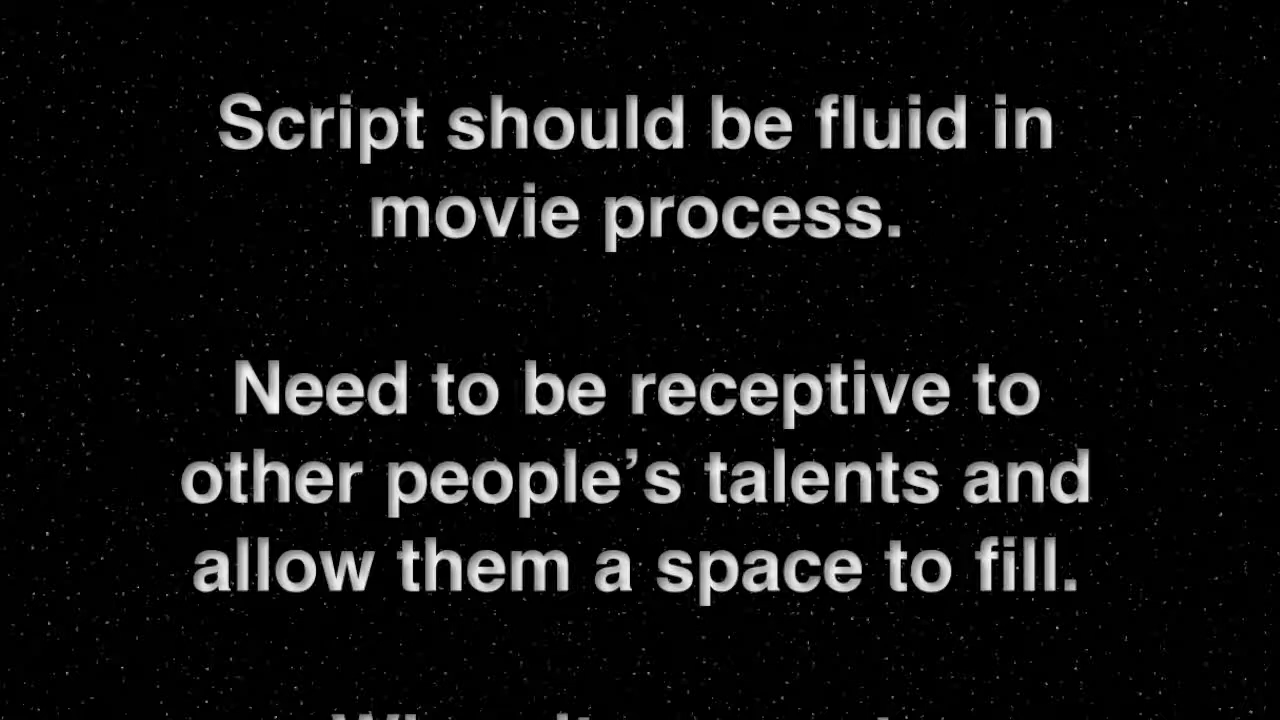 Script should be fluid in
movie process.
Need to be receptive to
other people’s talents and
allow them a space to fill.